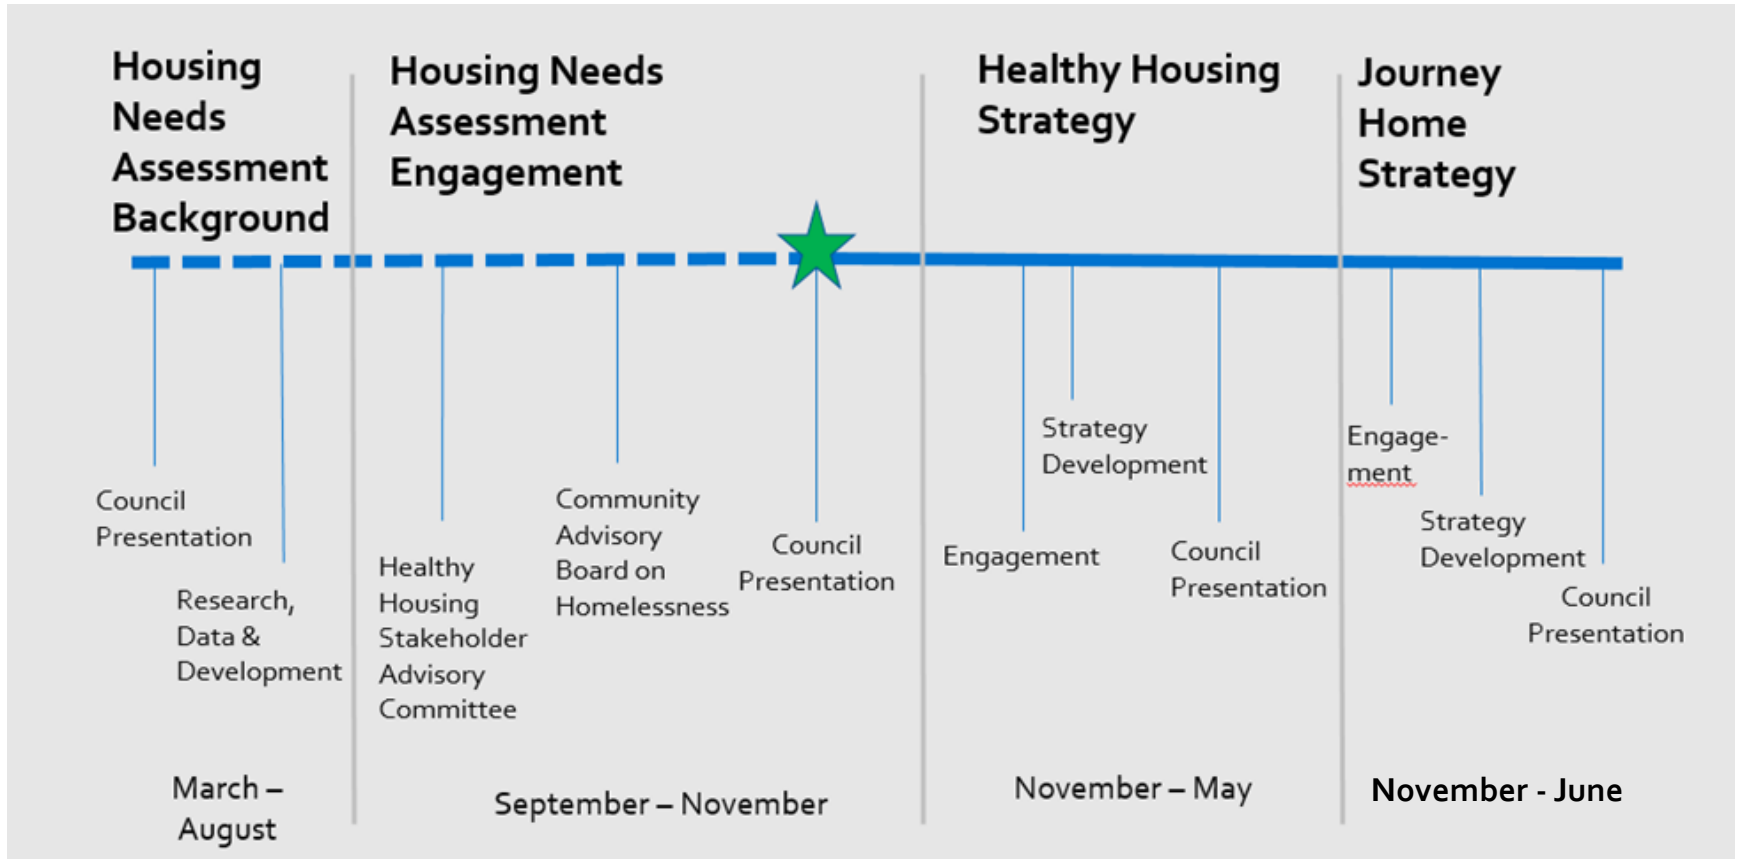 Housing
Needs
Assessment
Background
Housing Needs
Assessment
Engagement
Healthy Housing
Strategy
Journey
Home
Strategy
Council
Presentation
Research,
Data &
Development
Healthy
Housing
Stakeholder
Advisory
Committee
Community
Advisory
Board on
Homelessness
Council
Presentation
Engagement
Strategy
Development
Council
Presentation
Engage-
ment
Strategy
Development
Council
Presentation
March –
August
September – November
November – May
November - June